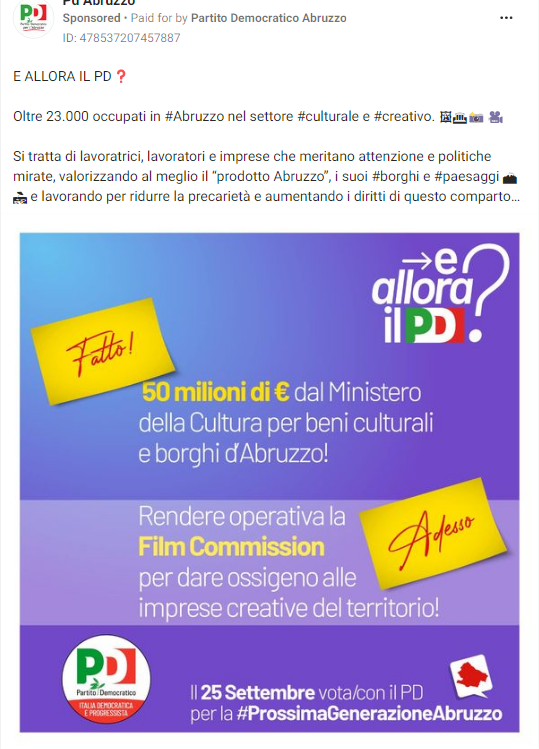 Pd Abruzzo
Sponsored • Paid for by Partito Democratico Abruzzo
ID: 478537207457887
E ALLORA IL PD❓
Oltre 23.000 occupati in #Abruzzo nel settore #culturale e #creativo.
Si tratta di lavoratrici, lavoratori e imprese che meritano attenzione e politiche
mirate, valorizzando al meglio il “prodotto Abruzzo”, i suoi #borghi e #paesaggi
e lavorando per ridurre la precarietà e aumentando i diritti di questo comparto...
→e
allora
il PD?
Fatto!
50 milioni di € dal Ministero
della Cultura per beni culturali
e borghi d'Abruzzo!
Rendere operativa la
Film Commission
per dare ossigeno alle
imprese creative del territorio!
Adesso
PD
Partito Democratico
ITALIA DEMOCRATICA
E PROGRESSISTA
Il 25 Settembre vota/con il PD
per la #ProssimaGenerazioneAbruzzo